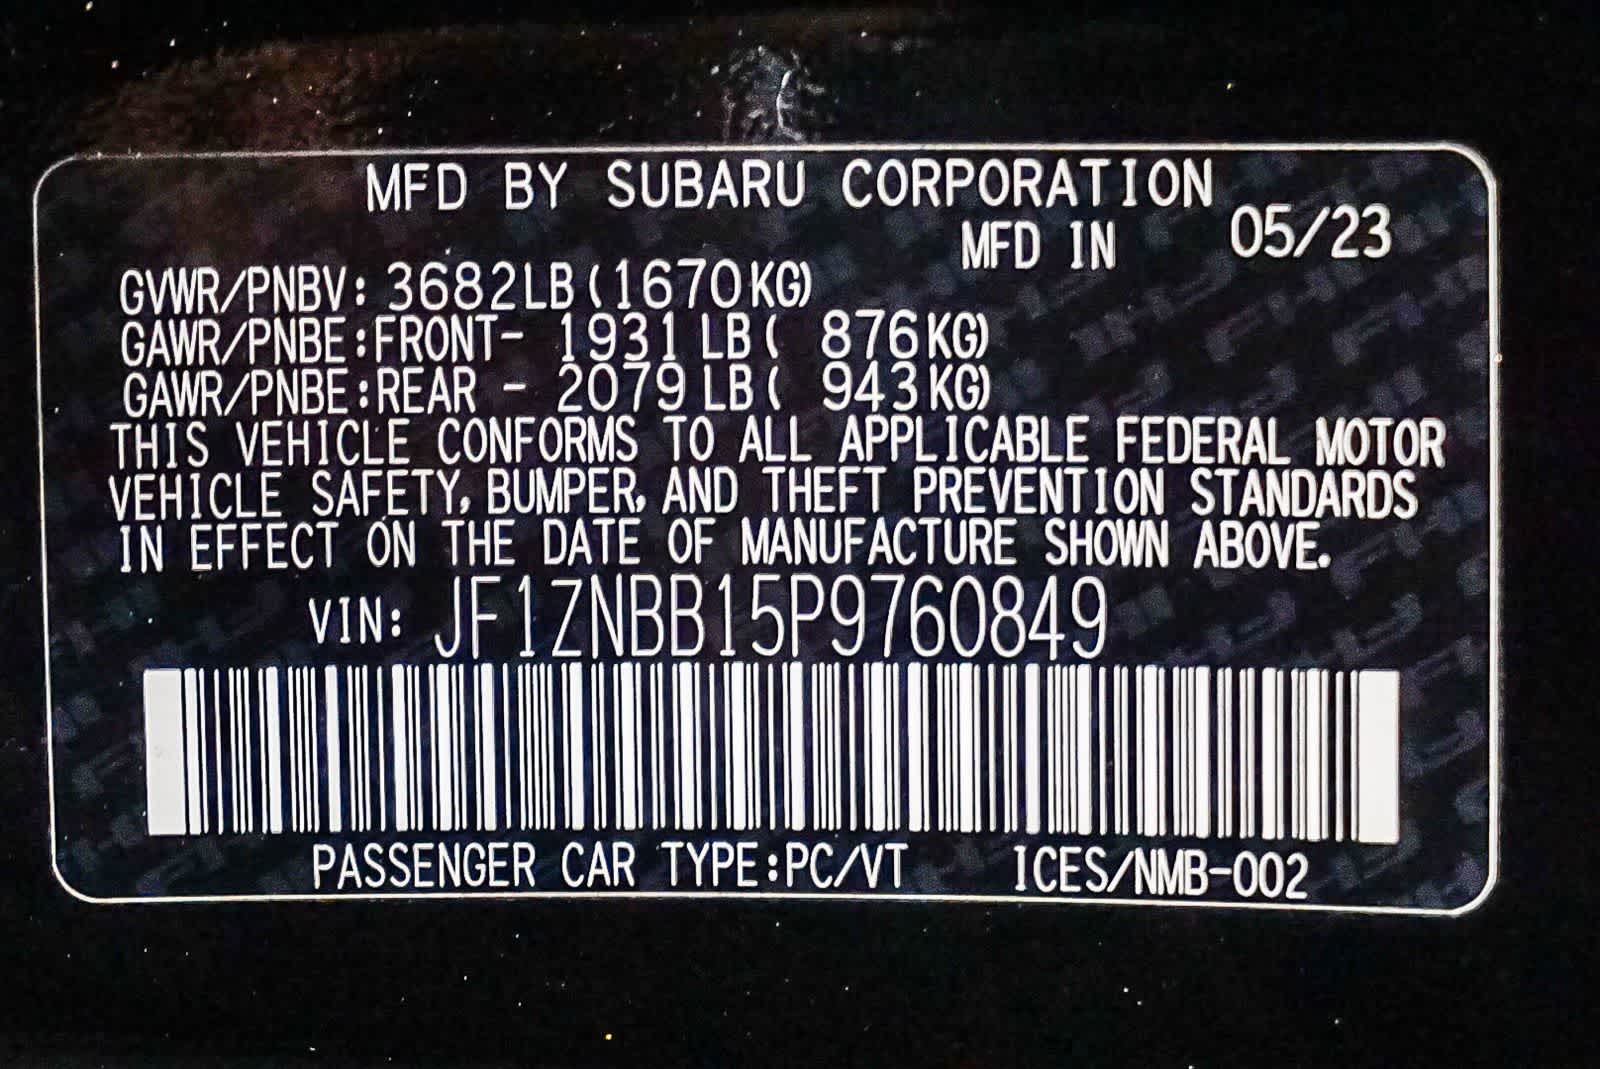 MFD BY SUBARU CORPORATION
MFD IN 05/23
GVWR/PNBV: 3682LB(1670KG)
GAWR/PNBE:FRONT- 1931 LB( 876KG)
GAWR/PNBE:REAR - 2079 LB( 943KG)
THIS VEHICLE CONFORMS TO ALL APPLICABLE FEDERAL MOTOR
VEHICLE SAFETY, BUMPER, AND THEFT PREVENTION STANDARDS
IN EFFECT ON THE DATE OF MANUFACTURE SHOWN ABOVE.
VIN: JF1ZNBB15P9760849
PASSENGER CAR TYPE:PC/VT ICES/NMB-002